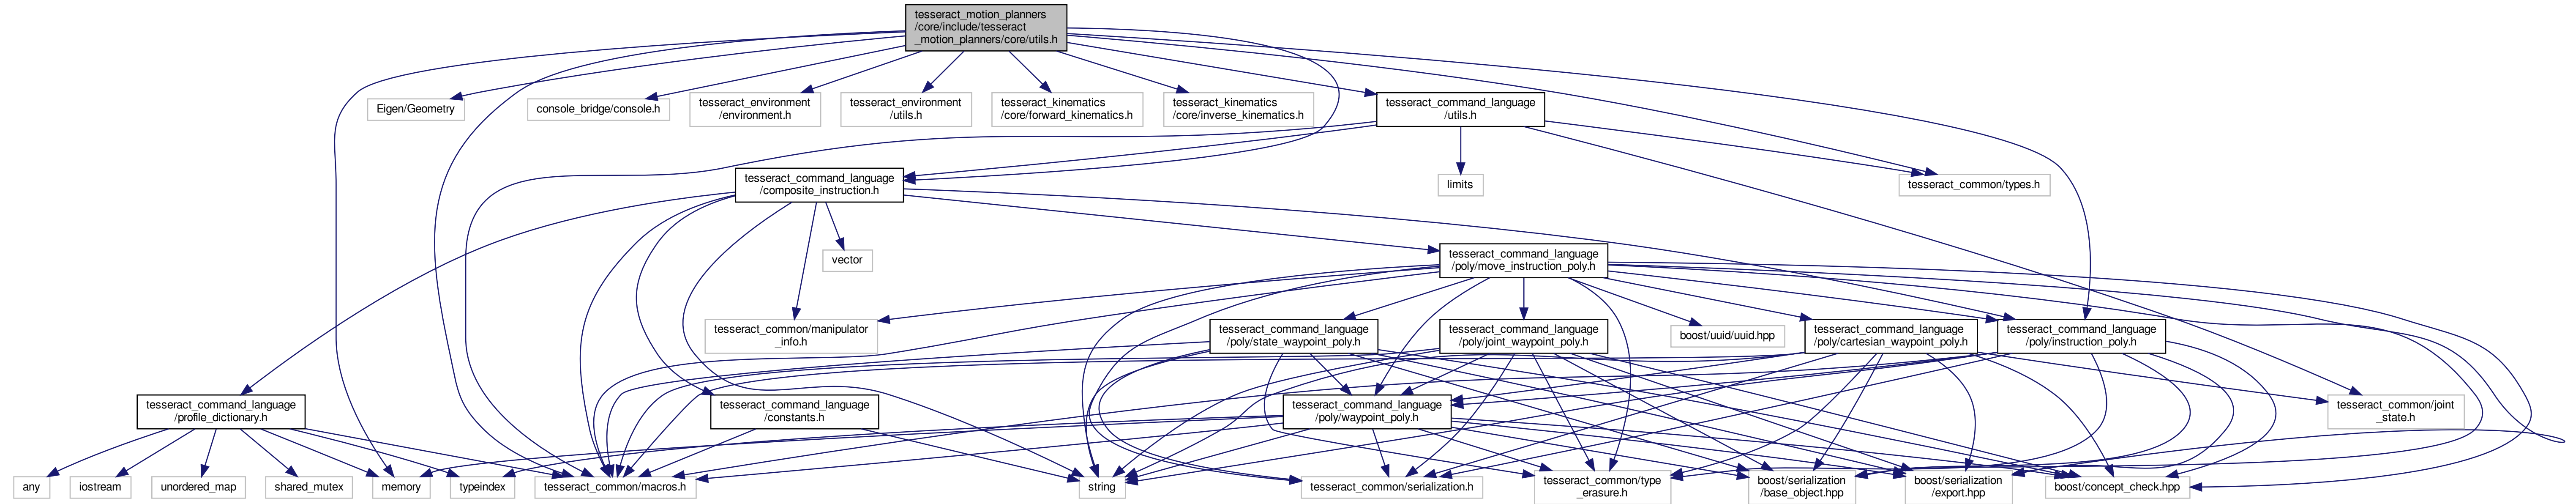 tesseract_motion_planners
/core/include/tesseract
_motion_planners/core/utils.h
Eigen/Geometry
console_bridge/console.h
tesseract_environment
/environment.h
tesseract_environment
/utils.h
tesseract_kinematics
/core/forward_kinematics.h
tesseract_kinematics
/core/inverse_kinematics.h
tesseract_command_language
/utils.h
tesseract_command_language
/composite_instruction.h
limits
tesseract_common/types.h
vector
tesseract_command_language
/poly/move_instruction_poly.h
tesseract_common/manipulator
_info.h
tesseract_command_language
/poly/state_waypoint_poly.h
tesseract_command_language
/poly/joint_waypoint_poly.h
boost/uuid/uuid.hpp
tesseract_command_language
/poly/cartesian_waypoint_poly.h
tesseract_command_language
/poly/instruction_poly.h
tesseract_command_language
/profile_dictionary.h
tesseract_command_language
/constants.h
tesseract_command_language
/poly/waypoint_poly.h
tesseract_common/joint
_state.h
any
iostream
unordered_map
shared_mutex
memory
typeindex
tesseract_common/macros.h
string
tesseract_common/serialization.h
tesseract_common/type
_erasure.h
boost/serialization
/base_object.hpp
boost/serialization
/export.hpp
boost/concept_check.hpp